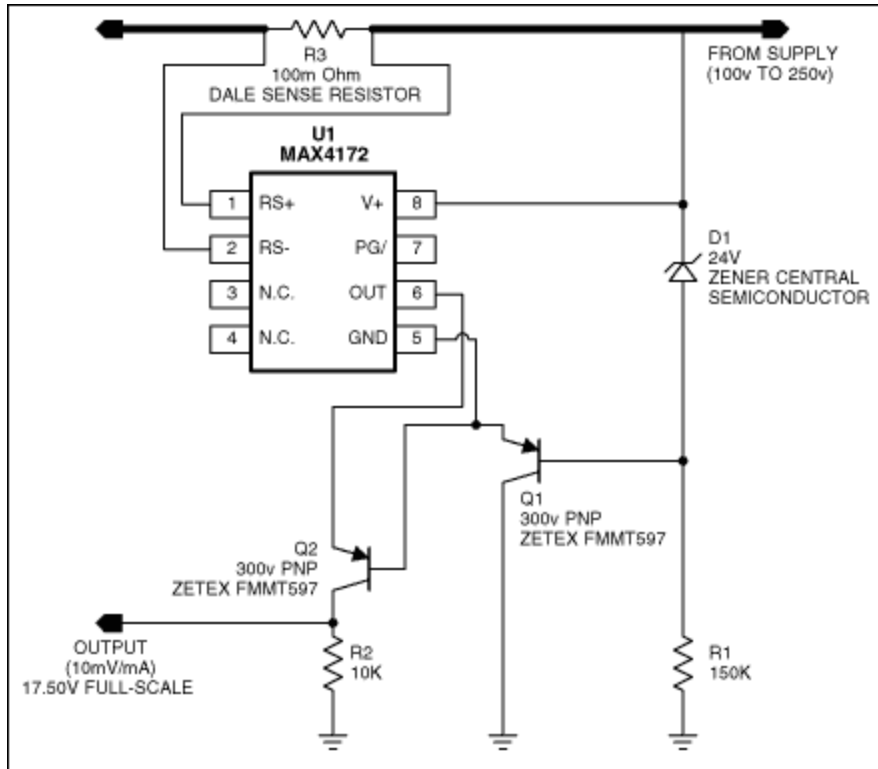 R3
100m Ohm
DALE SENSE RESISTOR
FROM SUPPLY
(100v TO 250v)
U1
MAX4172
1 RS+ V+ 8
2 RS- PG/ 7
3 N.C. OUT 6
4 N.C. GND 5
D1
24V
ZENER CENTRAL
SEMICONDUCTOR
Q1
300v PNP
ZETEX FMMT597
Q2
300v PNP
ZETEX FMMT597
OUTPUT
(10mV/mA)
17.50V FULL-SCALE
R2
10K
R1
150K